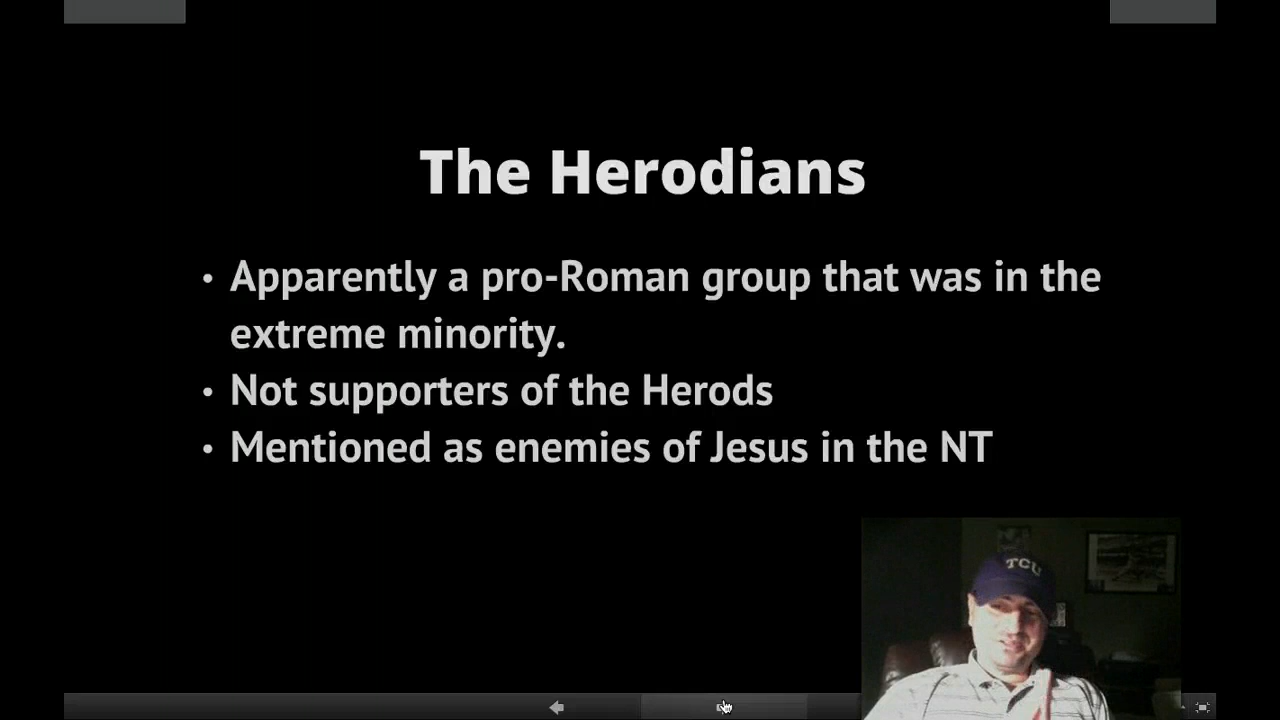 The Herodians
• Apparently a pro-Roman group that was in the
extreme minority.
• Not supporters of the Herods
• Mentioned as enemies of Jesus in the NT
TCU